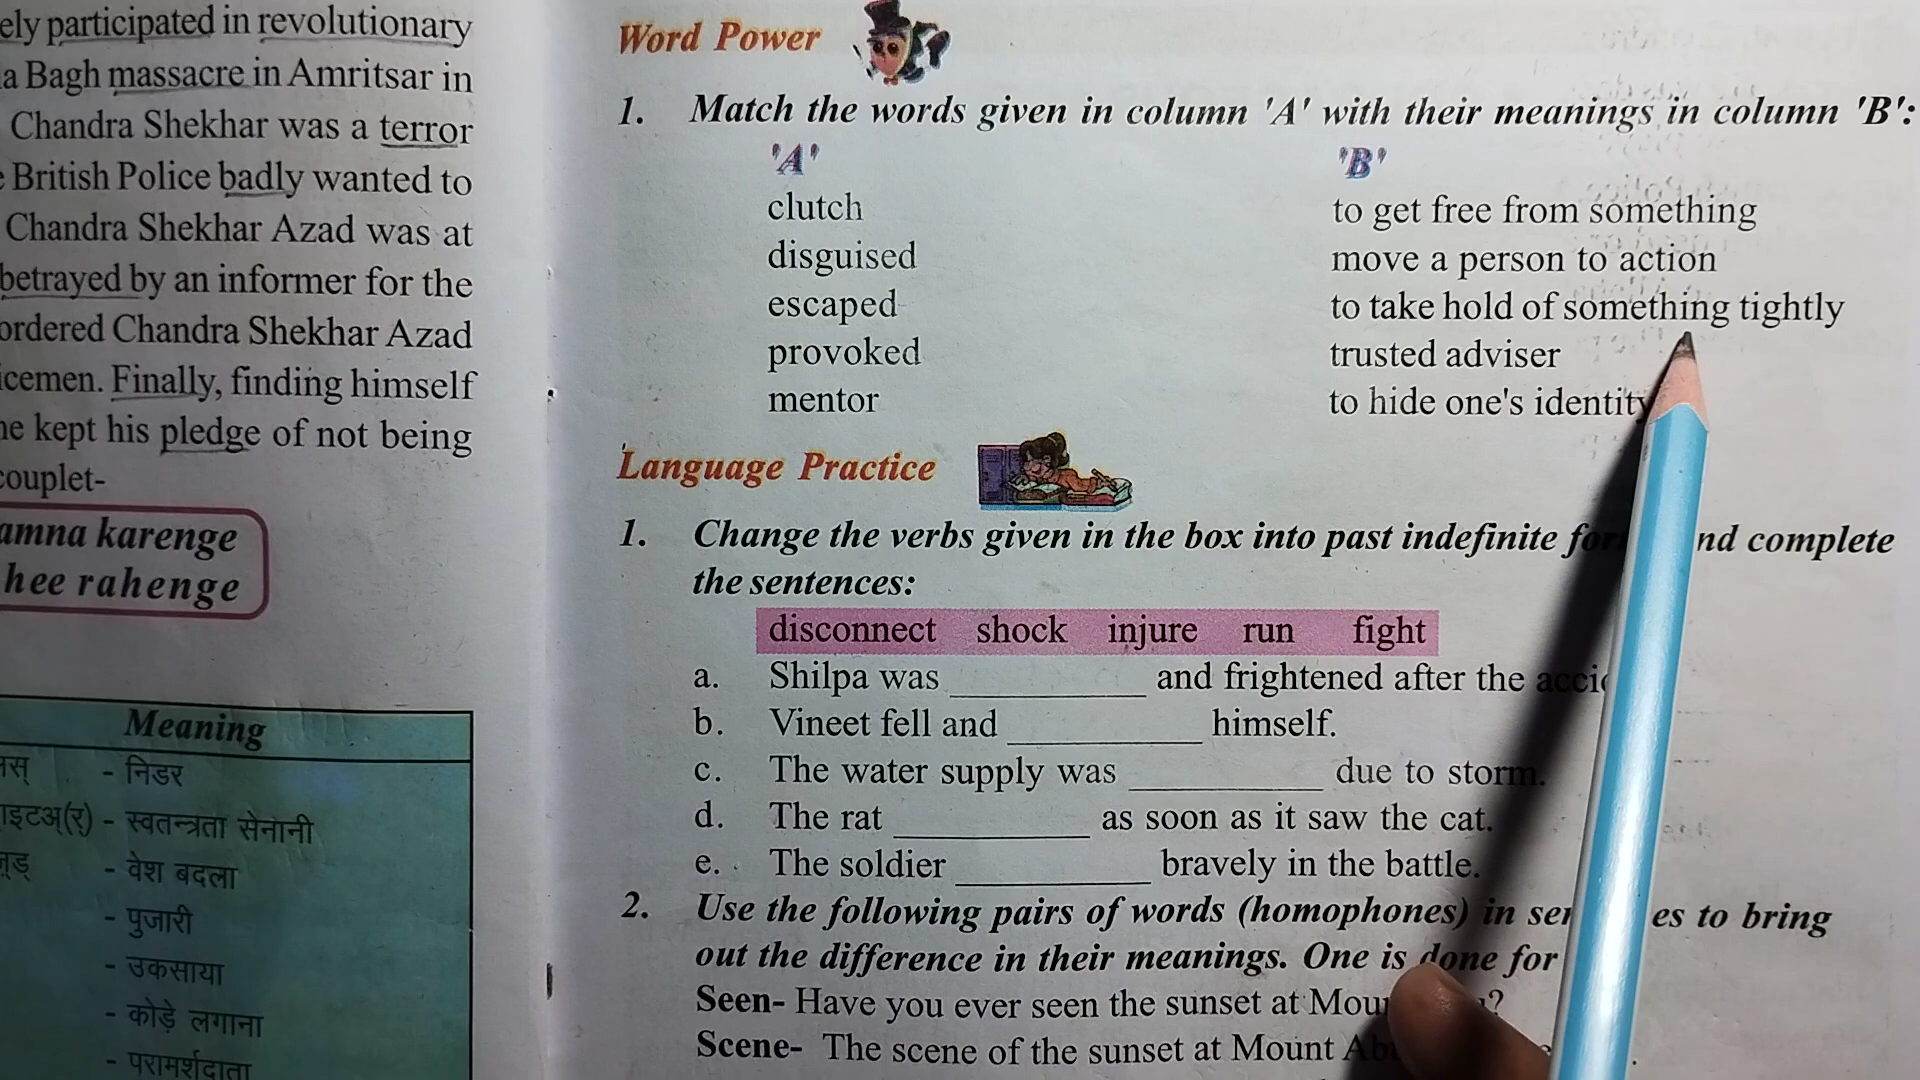 ely participated in revolutionary
a Bagh massacre in Amritsar in
Chandra Shekhar was a terror
British Police badly wanted to
Chandra Shekhar Azad was at
betrayed by an informer for the
ordered Chandra Shekhar Azad
icemen. Finally, finding himself
he kept his pledge of not being
couplet-
amna karenge
hee rahenge
Meaning
- निडर
- स्वतन्त्रता सेनानी
- वेश बदला
- पुजारी
- उकसाया
- कोड़े लगाना
- परामर्शदाता
Word Power
1. Match the words given in column 'A' with their meanings in column 'B':
'A' 'B'
clutch to get free from something
disguised move a person to action
escaped to take hold of something tightly
provoked trusted adviser
mentor to hide one's identity
Language Practice
1. Change the verbs given in the box into past indefinite nd complete
the sentences:
disconnect shock injure run fight
a. Shilpa was __________ and frightened after the acci
b. Vineet fell and __________ himself.
c. The water supply was __________ due to storm.
d. The rat __________ as soon as it saw the cat.
e. The soldier __________ bravely in the battle.
2. Use the following pairs of words (homophones) in es to bring
out the difference in their meanings. One is done for
Seen- Have you ever seen the sunset at Moun ?
Scene- The scene of the sunset at Mount Abu